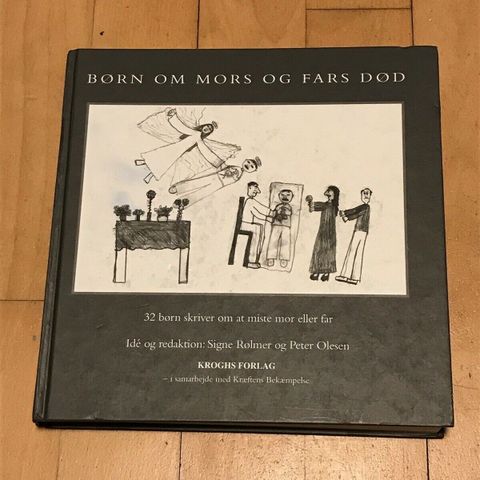 BØRN OM MORS OG FARS DØD
32 børn skriver om at miste mor eller far
Idé og redaktion: Signe Rølmer og Peter Olesen
KROGHS FORLAG
– i samarbejde med Kræftens Bekæmpelse